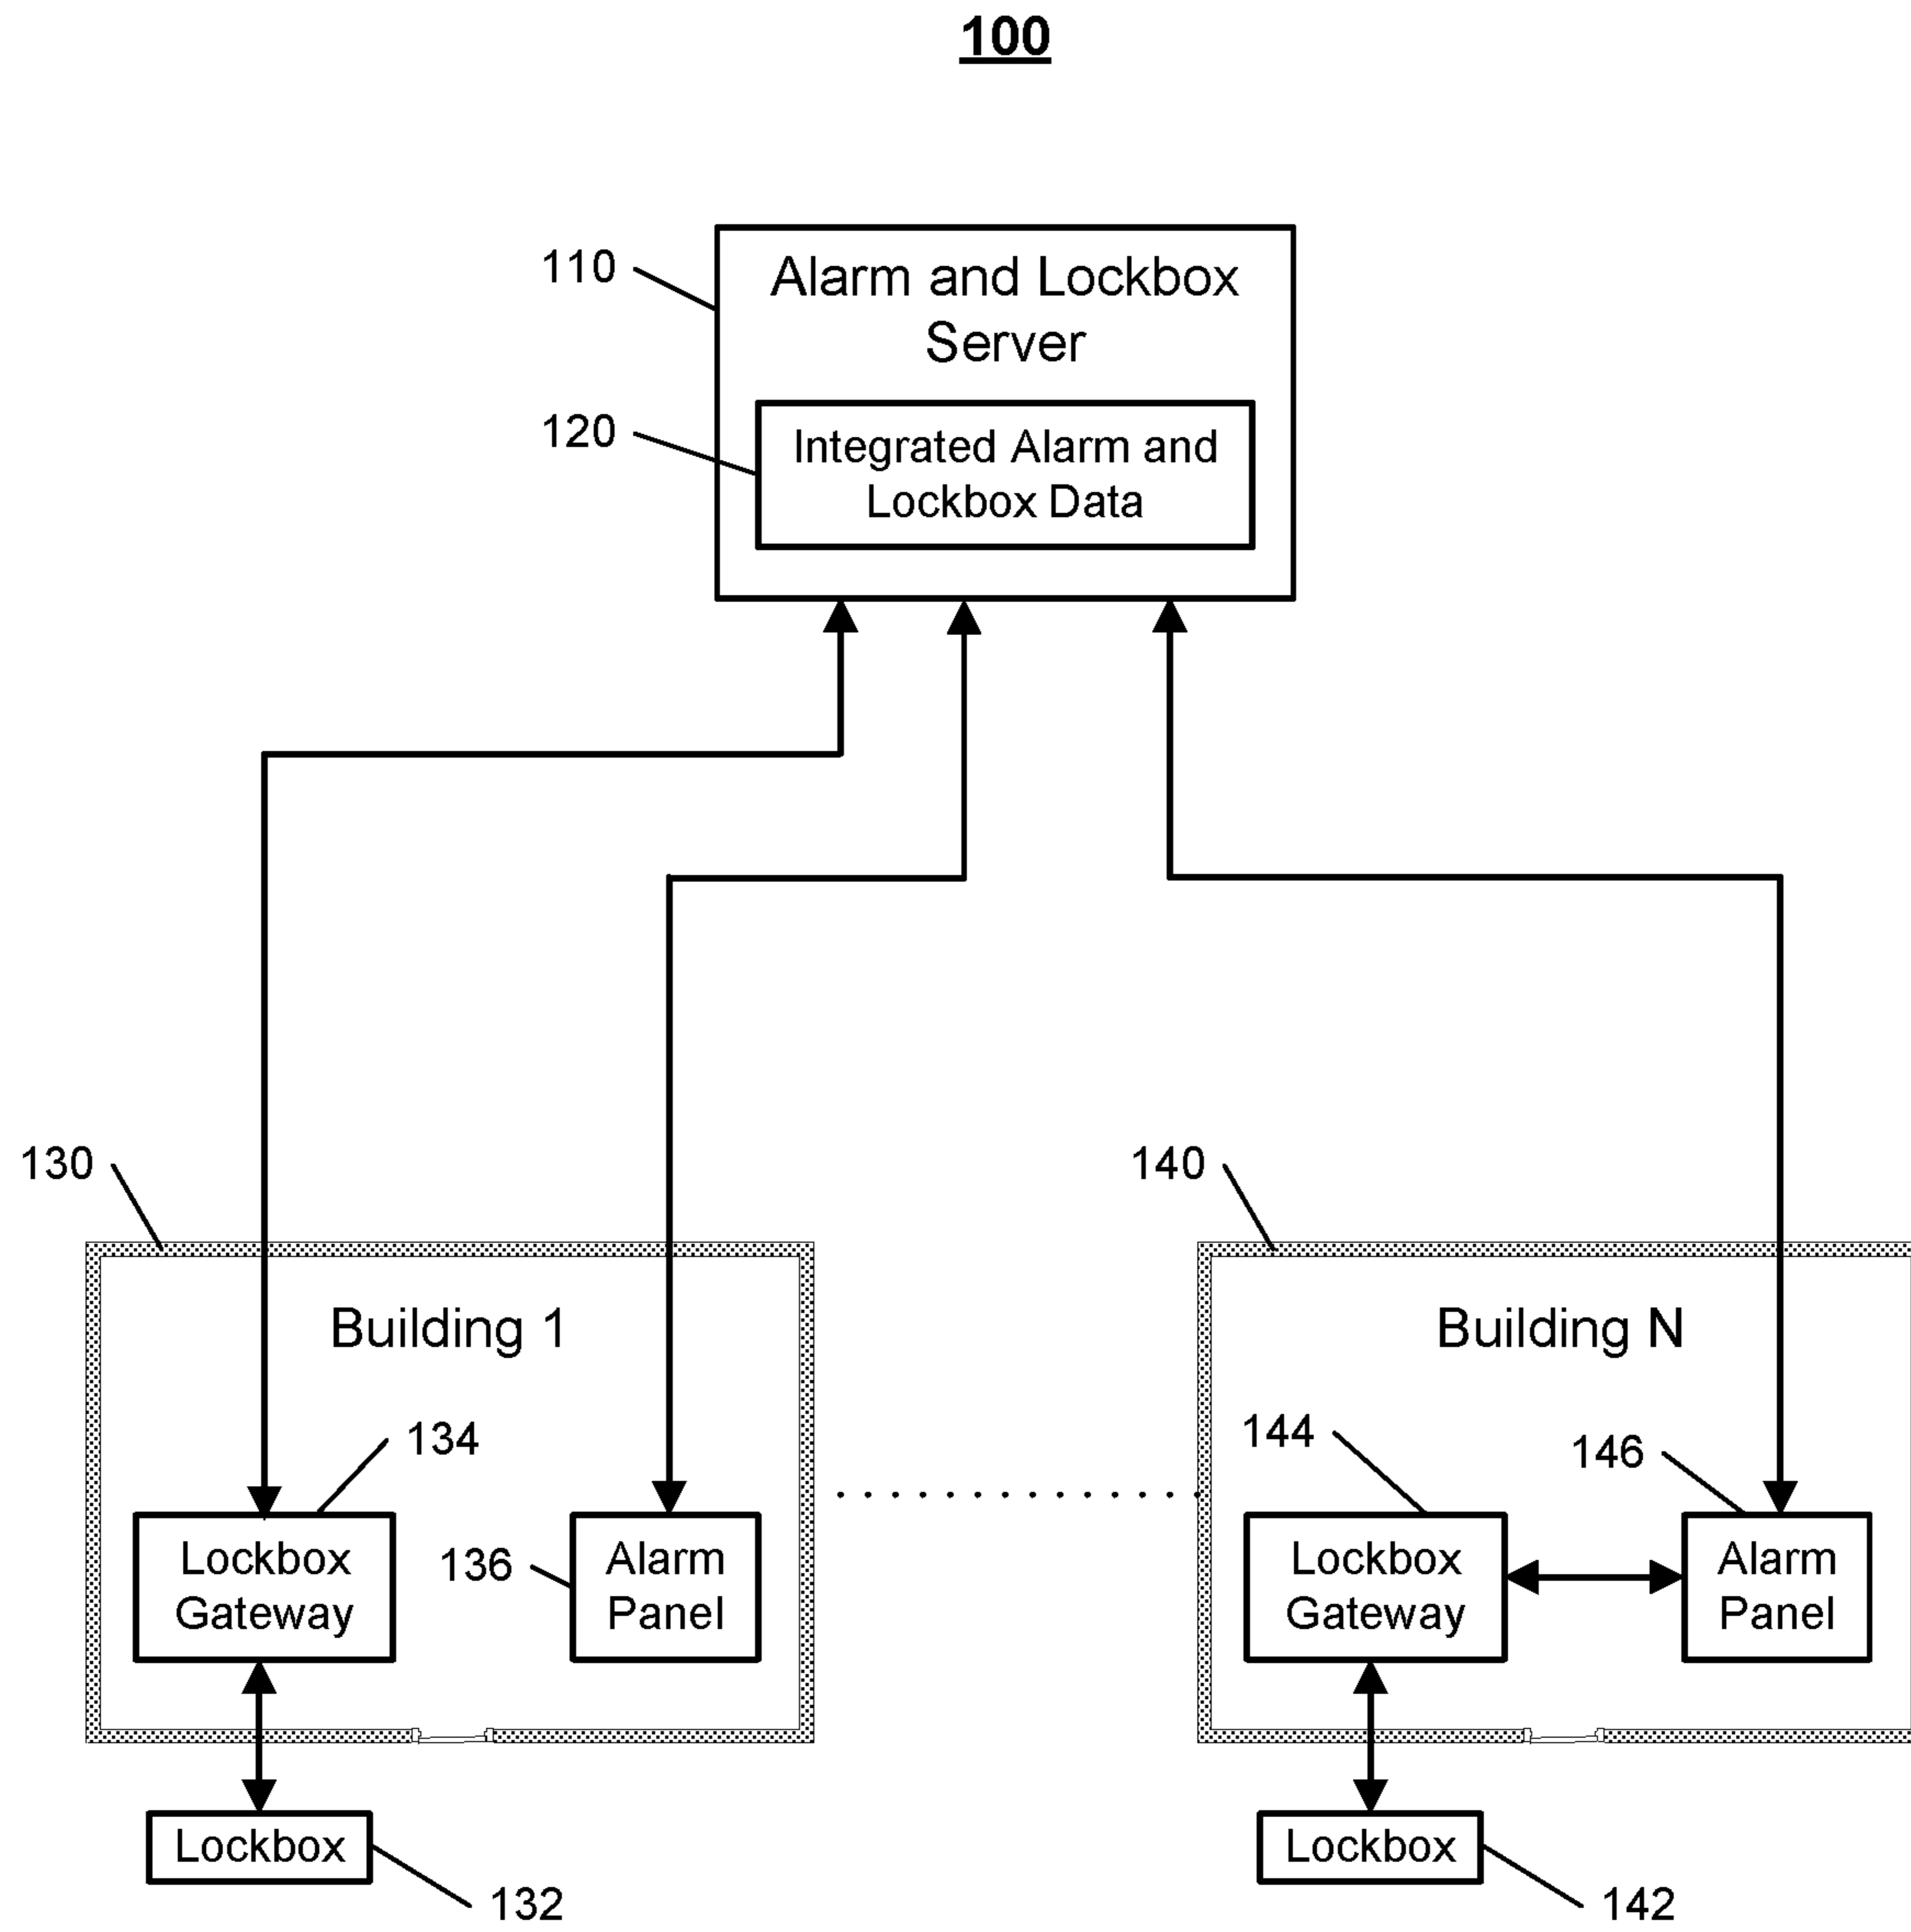 100
110
Alarm and Lockbox
Server
120
Integrated Alarm and
Lockbox Data
130
140
Building 1
Building N
134
144
146
Lockbox
Gateway
136
Alarm
Panel
Lockbox
Gateway
Alarm
Panel
Lockbox
132
Lockbox
142